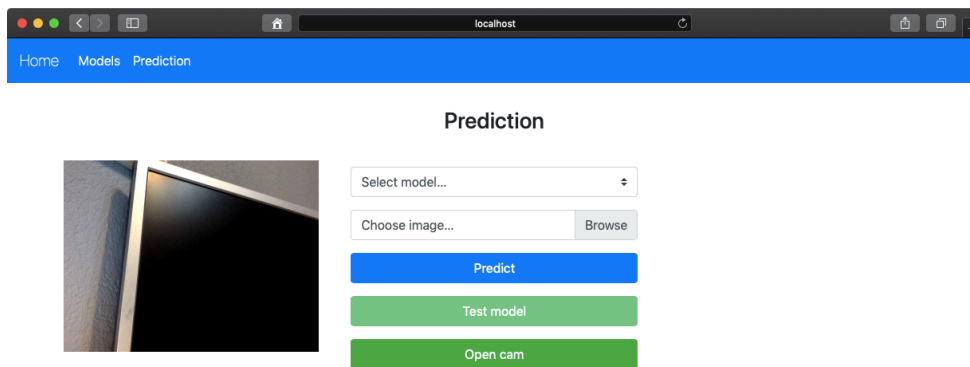 localhost
Home Models Prediction
Prediction
Select model...
Choose image... Browse
Predict
Test model
Open cam